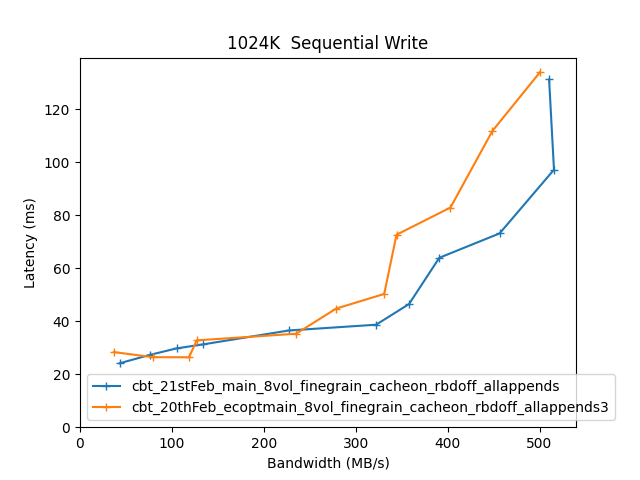 1024K  Sequential Write
Latency (ms)
120
100
80
60
40
20
0
0 100 200 300 400 500
Bandwidth (MB/s)
cbt_21stFeb_main_8vol_finegrain_cacheon_rbdoff_allappends
cbt_20thFeb_ecoptmain_8vol_finegrain_cacheon_rbdoff_allappends3